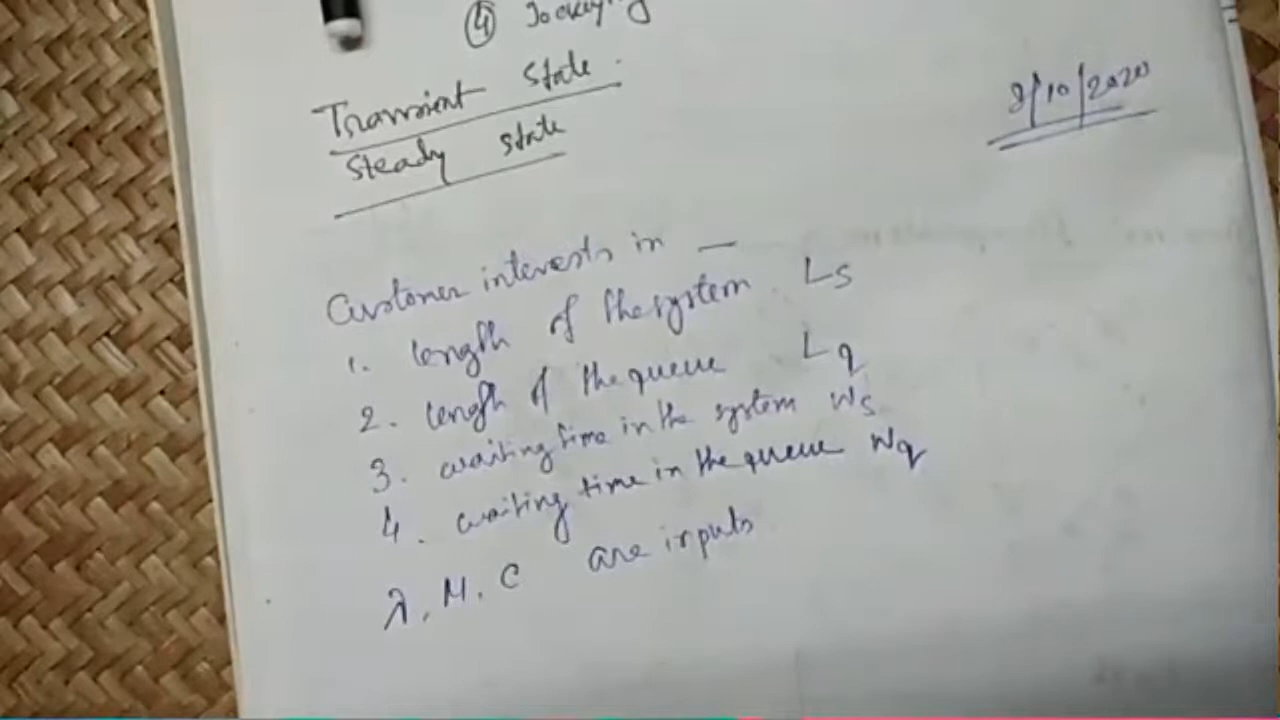 ④ Jockeying
Transient state.
Steady state
9/10/2020
Customer interests in —
1. length of the system Ls
2. length of the queue Lq
3. waiting time in the system Ws
4. waiting time in the queue Wq
λ, M, C are inputs